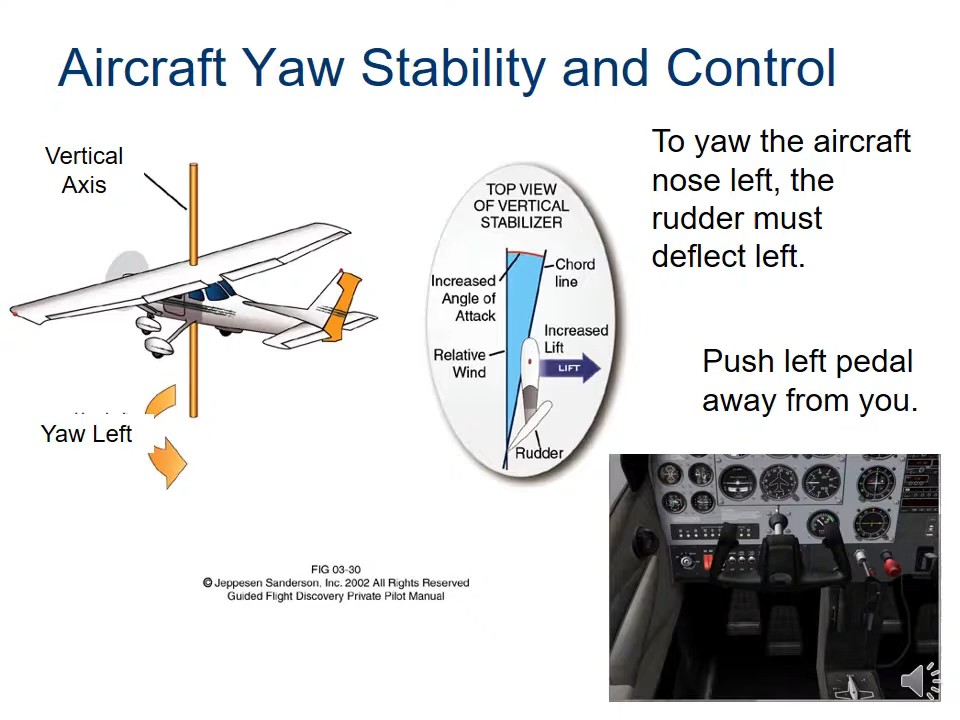 Aircraft Yaw Stability and Control
Vertical
Axis
Yaw Left
TOP VIEW
OF VERTICAL
STABILIZER
Increased
Angle of
Attack
Chord
line
Relative
Wind
Increased
Lift
LIFT
Rudder
To yaw the aircraft
nose left, the
rudder must
deflect left.
Push left pedal
away from you.
FIG 03-30
© Jeppesen Sanderson, Inc. 2002 All Rights Reserved
Guided Flight Discovery Private Pilot Manual